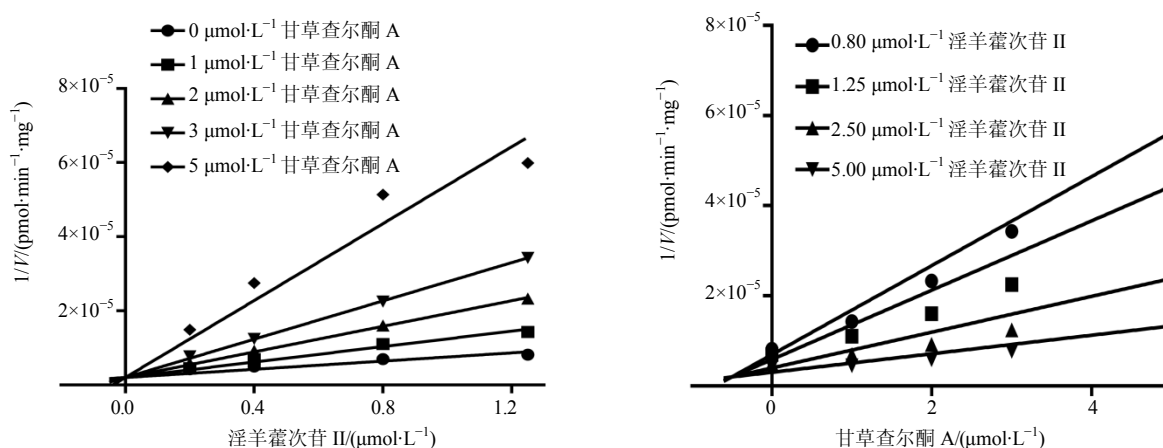 0 μmol·L⁻¹ 甘草查尔酮 A
1 μmol·L⁻¹ 甘草查尔酮 A
2 μmol·L⁻¹ 甘草查尔酮 A
3 μmol·L⁻¹ 甘草查尔酮 A
5 μmol·L⁻¹ 甘草查尔酮 A
1/V/(pmol·min⁻¹·mg⁻¹)
8×10⁻⁵
6×10⁻⁵
4×10⁻⁵
2×10⁻⁵
0.0 0.4 0.8 1.2
淫羊藿次苷 II/(μmol·L⁻¹)
0.80 μmol·L⁻¹ 淫羊藿次苷 II
1.25 μmol·L⁻¹ 淫羊藿次苷 II
2.50 μmol·L⁻¹ 淫羊藿次苷 II
5.00 μmol·L⁻¹ 淫羊藿次苷 II
1/V/(pmol·min⁻¹·mg⁻¹)
8×10⁻⁵
6×10⁻⁵
4×10⁻⁵
2×10⁻⁵
0 2 4
甘草查尔酮 A/(μmol·L⁻¹)